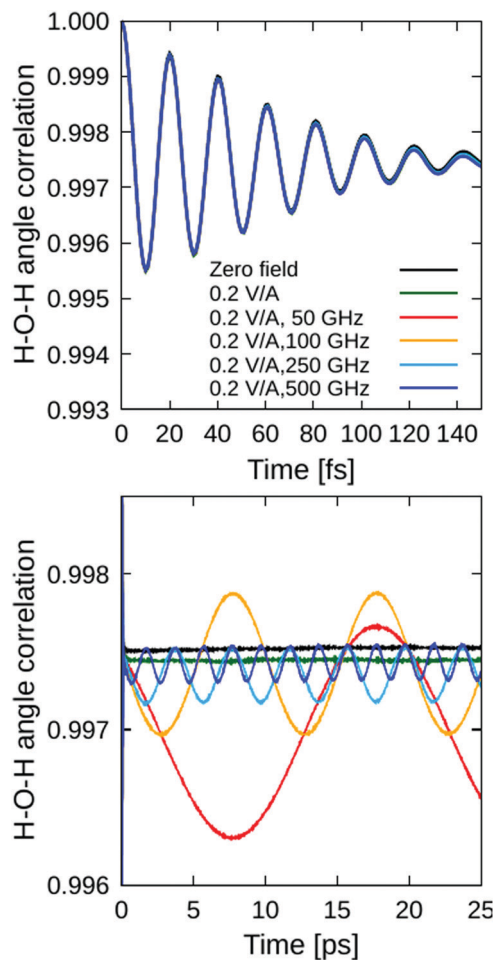 1.000
0.999
0.998
0.997
0.996
0.995
0.994
0.993
H-O-H angle correlation
Zero field
0.2 V/A
0.2 V/A, 50 GHz
0.2 V/A,100 GHz
0.2 V/A,250 GHz
0.2 V/A,500 GHz
0 20 40 60 80 100 120 140
Time [fs]
0.998
0.997
0.996
H-O-H angle correlation
0 5 10 15 20 25
Time [ps]